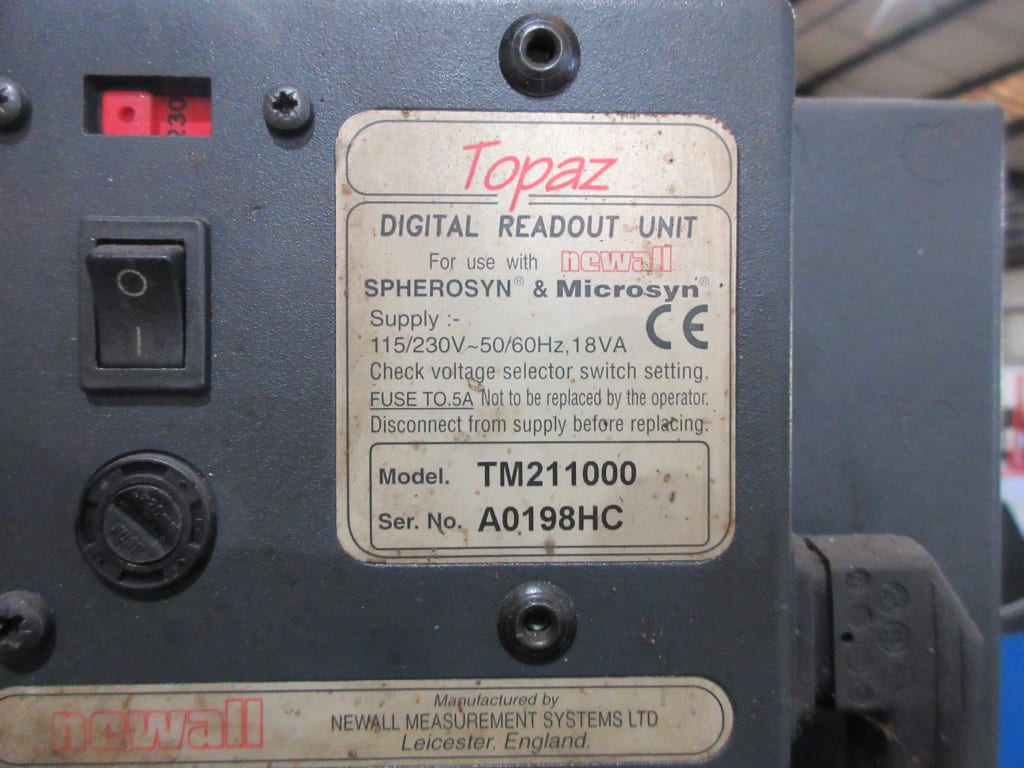 230
Topaz
DIGITAL READOUT UNIT
For use with newall
SPHEROSYN® & Microsyn®
Supply :-
CE
115/230V~50/60Hz,18VA
Check voltage selector switch setting.
FUSE T0.5A Not to be replaced by the operator.
Disconnect from supply before replacing.
FUSE
Model. TM211000
Ser. No. A0198HC
newall
Manufactured by
NEWALL MEASUREMENT SYSTEMS LTD
Leicester. England.